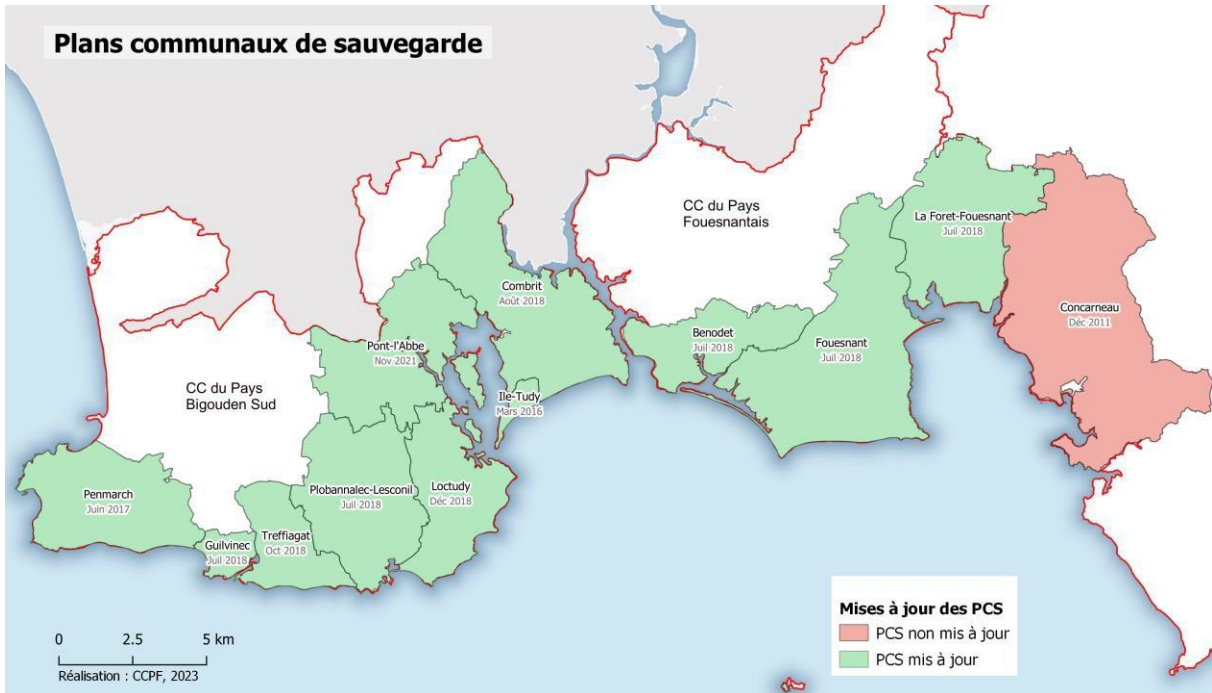 Plans communaux de sauvegarde
CC du Pays
Fouesnantais
La Foret-Fouesnant
Juil 2018
Concarneau
Déc 2011
Combrit
Août 2018
Benodet
Juil 2018
Fouesnant
Juil 2018
Pont-l'Abbe
Nov 2021
CC du Pays
Bigouden Sud
Ile-Tudy
Mars 2016
Penmarch
Juin 2017
Plobannalec-Lesconil
Juil 2018
Loctudy
Déc 2018
Guilvinec
Juil 2018
Treffiagat
Oct 2018
Mises à jour des PCS
PCS non mis à jour
PCS mis à jour
0 2.5 5 km
Réalisation : CCPF, 2023